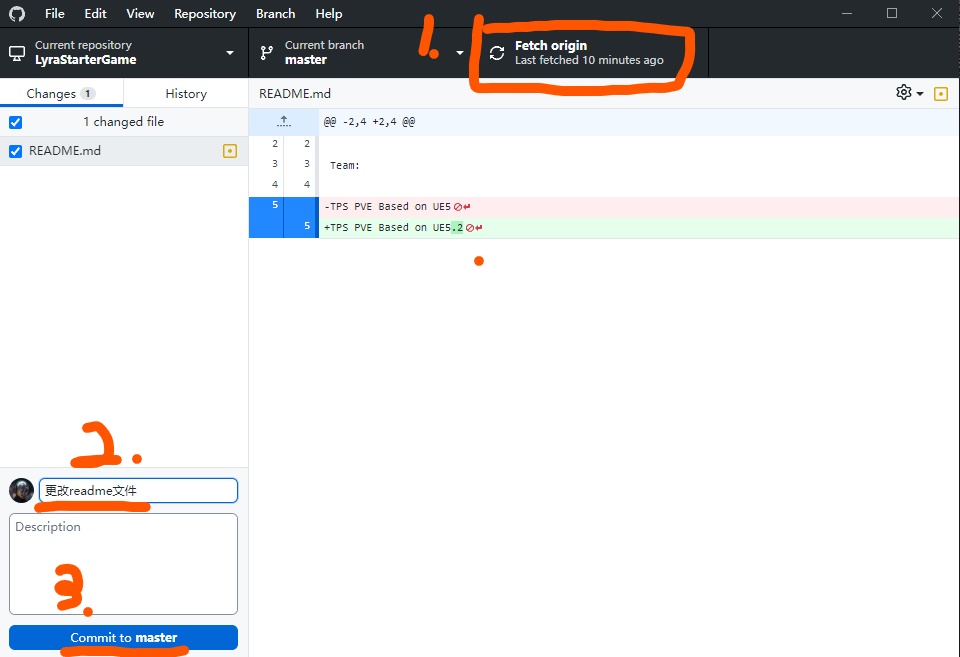 File Edit View Repository Branch Help
Current repository
LyraStarterGame
Current branch
master
1.
Fetch origin
Last fetched 10 minutes ago
Changes 1
History
README.md
1 changed file
README.md
@@ -2,4 +2,4 @@
2 2
3 3 Team:
4 4
5 -TPS PVE Based on UE5
5 +TPS PVE Based on UE5.2
2.
更改readme文件
Description
3.
Commit to master